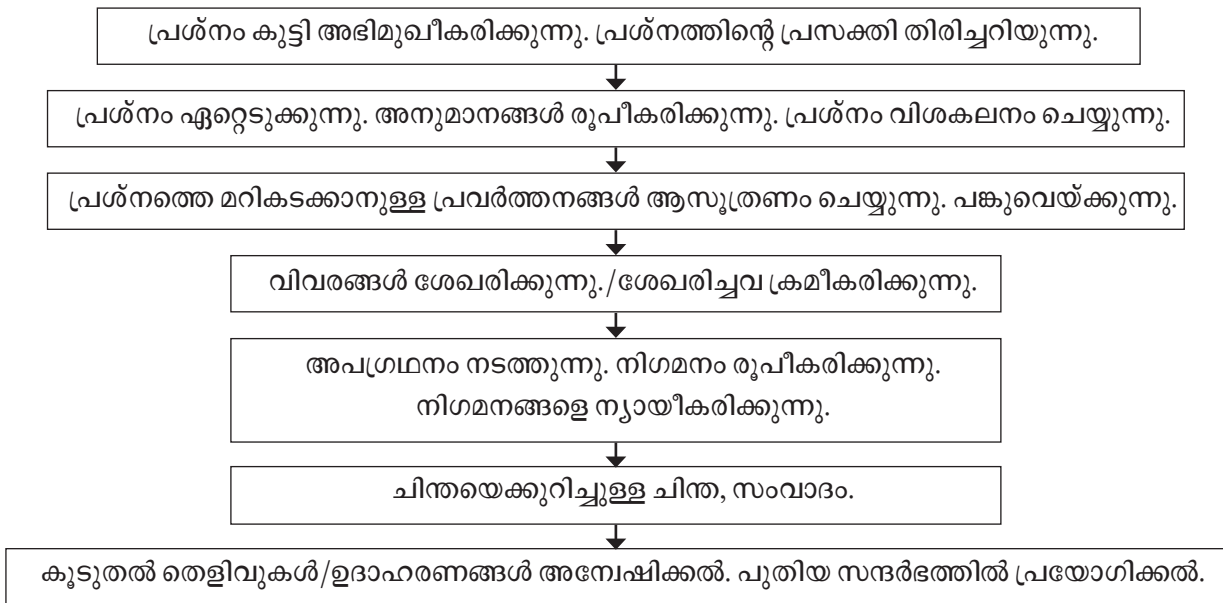 പ്രശ്നം കുട്ടി അഭിമുഖീകരിക്കുന്നു. പ്രശ്നത്തിന്റെ പ്രസക്തി തിരിച്ചറിയുന്നു.
പ്രശ്നം ഏറ്റെടുക്കുന്നു. അനുമാനങ്ങൾ രൂപീകരിക്കുന്നു. പ്രശ്നം വിശകലനം ചെയ്യുന്നു.
പ്രശ്നത്തെ മറികടക്കാനുള്ള പ്രവർത്തനങ്ങൾ ആസൂത്രണം ചെയ്യുന്നു. പങ്കുവെയ്ക്കുന്നു.
വിവരങ്ങൾ ശേഖരിക്കുന്നു./ശേഖരിച്ചവ ക്രമീകരിക്കുന്നു.
അപഗ്രഥനം നടത്തുന്നു. നിഗമനം രൂപീകരിക്കുന്നു.
നിഗമനങ്ങളെ ന്യായീകരിക്കുന്നു.
ചിന്തയെക്കുറിച്ചുള്ള ചിന്ത, സംവാദം.
കൂടുതൽ തെളിവുകൾ/ഉദാഹരണങ്ങൾ അന്വേഷിക്കൽ. പുതിയ സന്ദർഭത്തിൽ പ്രയോഗിക്കൽ.